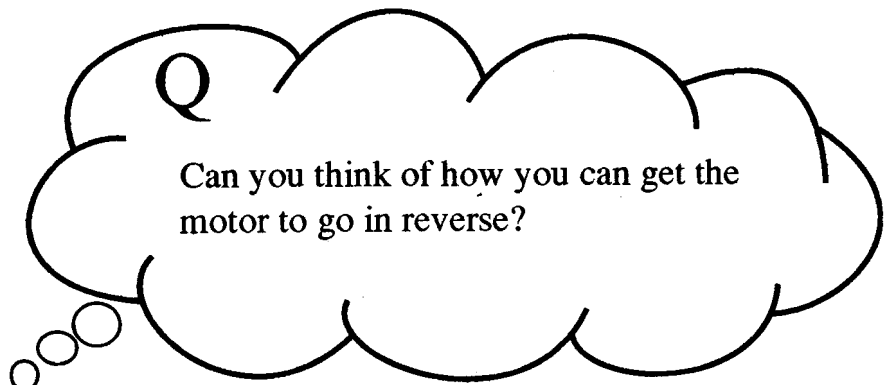 Q
Can you think of how you can get the
motor to go in reverse?